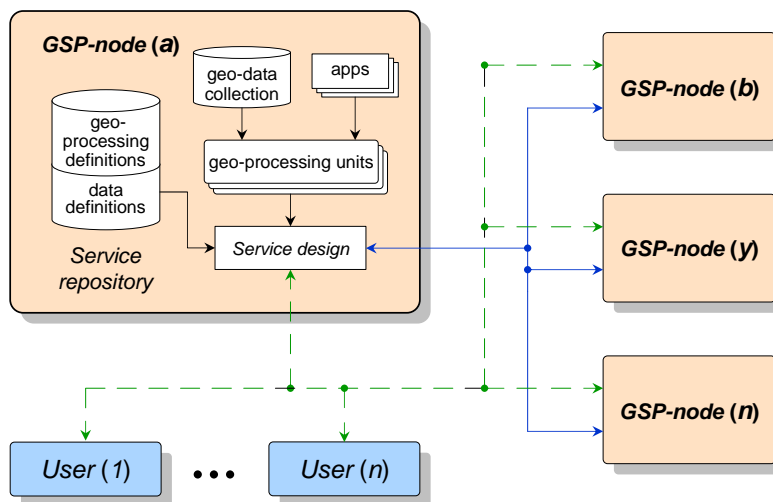 GSP-node (a)
geo-data
collection
apps
geo-
processing
definitions
data
definitions
geo-processing units
Service design
Service
repository
GSP-node (b)
GSP-node (y)
GSP-node (n)
User (1)
•••
User (n)